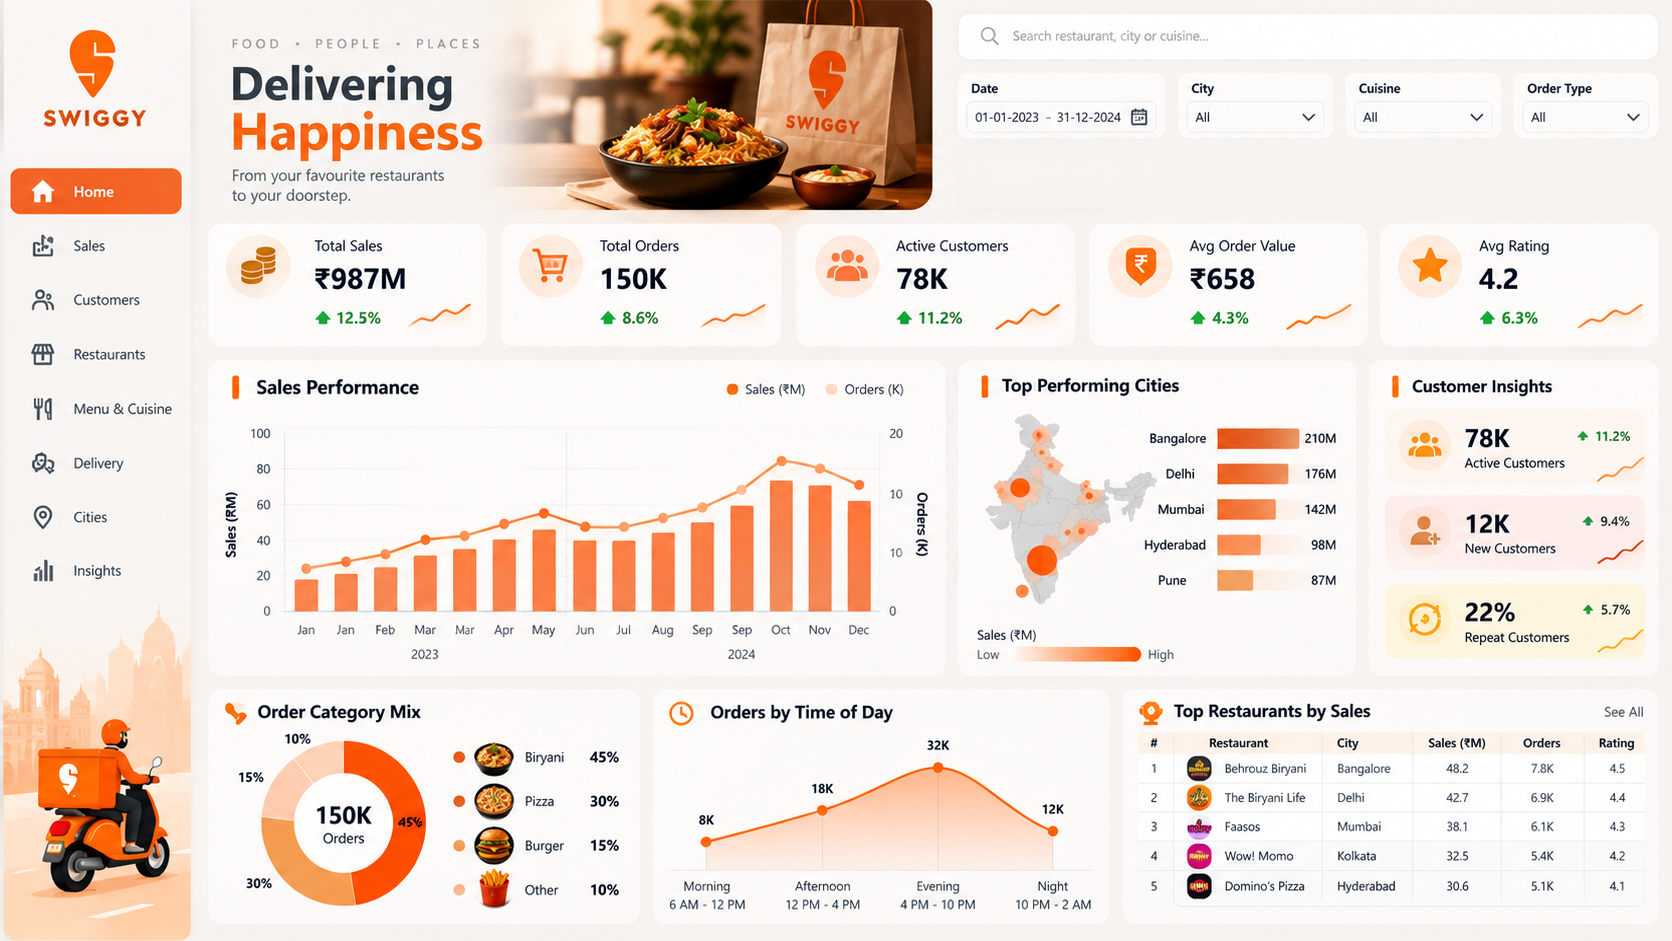 SWIGGY
Home
Sales
Customers
Restaurants
Menu & Cuisine
Delivery
Cities
Insights
FOOD • PEOPLE • PLACES
Delivering
Happiness
From your favourite restaurants
to your doorstep.
SWIGGY
Search restaurant, city or cuisine...
Date
01-01-2023 - 31-12-2024
City
All
Cuisine
All
Order Type
All
Total Sales
₹987M
12.5%
Total Orders
150K
8.6%
Active Customers
78K
11.2%
Avg Order Value
₹658
4.3%
Avg Rating
4.2
6.3%
Sales Performance
Sales (₹M)
Orders (K)
Sales (RM)
100
80
60
40
20
0
20
10
10
0
Orders (K)
Jan Jan Feb Mar Mar Apr May Jun Jul Aug Sep Sep Oct Nov Dec
2023 2024
Top Performing Cities
Bangalore 210M
Delhi 176M
Mumbai 142M
Hyderabad 98M
Pune 87M
Sales (₹M)
Low High
Customer Insights
78K 11.2%
Active Customers
12K 9.4%
New Customers
22% 5.7%
Repeat Customers
Order Category Mix
10%
15%
30%
45%
150K
Orders
Biryani 45%
Pizza 30%
Burger 15%
Other 10%
Orders by Time of Day
8K
18K
32K
12K
Morning Afternoon Evening Night
6 AM - 12 PM 12 PM - 4 PM 4 PM - 10 PM 10 PM - 2 AM
Top Restaurants by Sales
See All
# Restaurant City Sales (₹M) Orders Rating
1 Behrouz Biryani Bangalore 48.2 7.8K 4.5
2 The Biryani Life Delhi 42.7 6.9K 4.4
3 Faasos Mumbai 38.1 6.1K 4.3
4 Wow! Momo Kolkata 32.5 5.4K 4.2
5 Domino's Pizza Hyderabad 30.6 5.1K 4.1